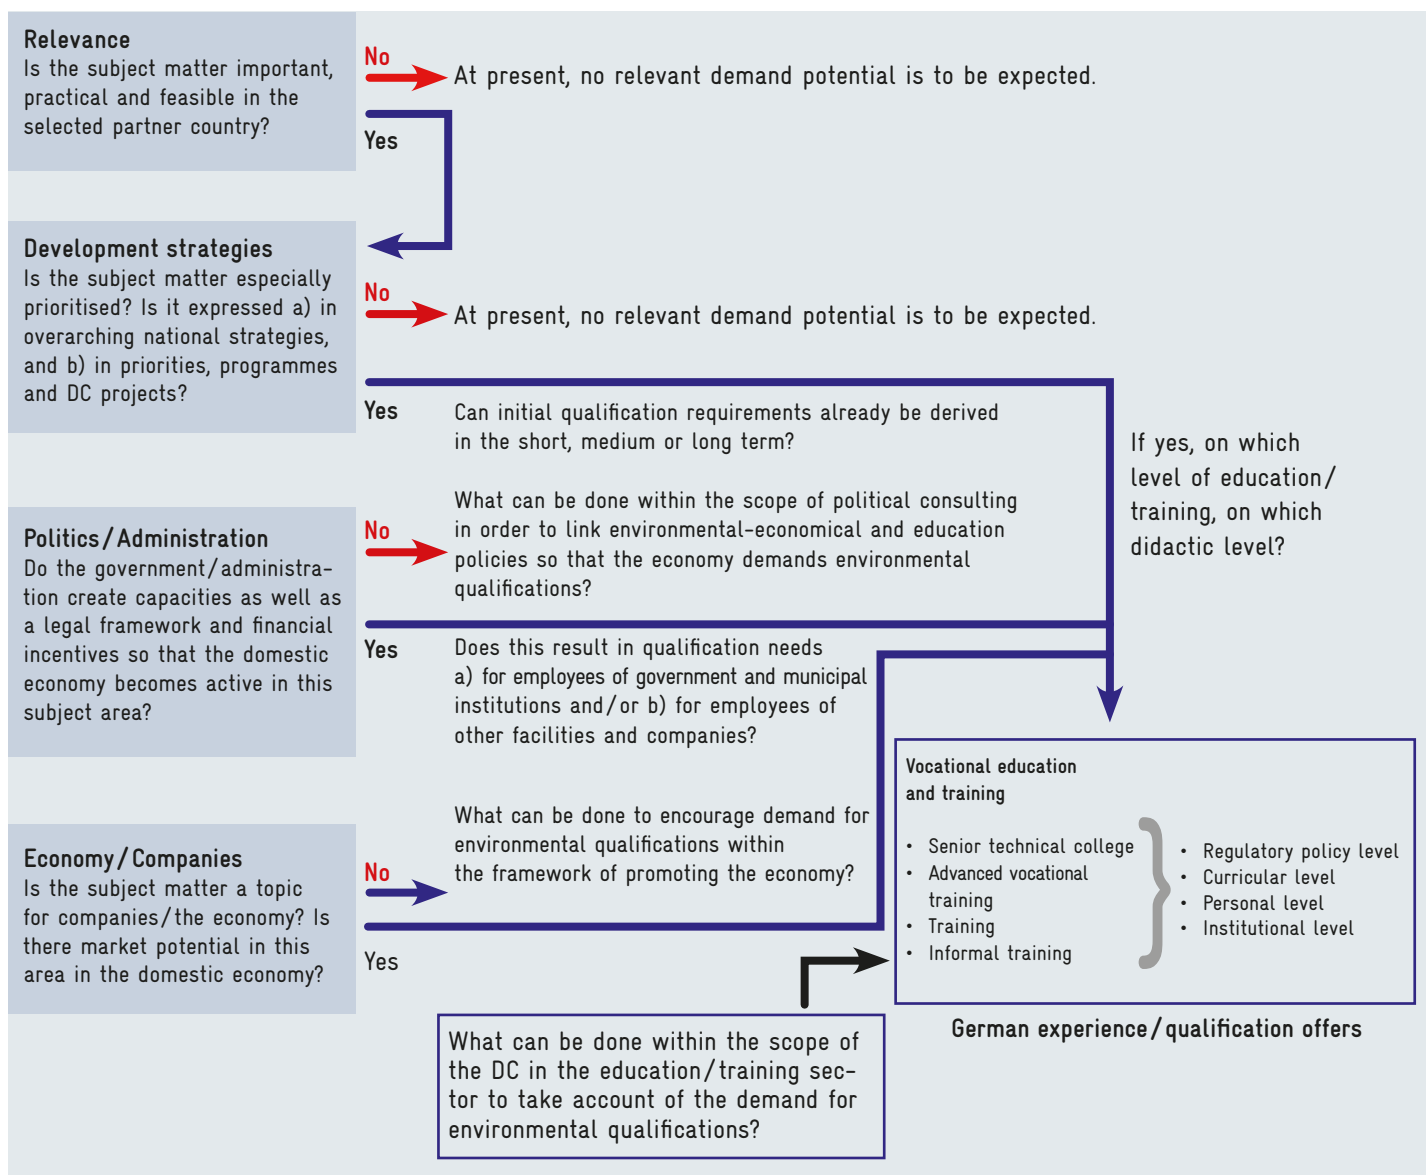 Relevance
Is the subject matter important,
practical and feasible in the
selected partner country?
No
At present, no relevant demand potential is to be expected.
Yes
Development strategies
Is the subject matter especially
prioritised? Is it expressed a) in
overarching national strategies,
and b) in priorities, programmes
and DC projects?
No
At present, no relevant demand potential is to be expected.
Yes
Can initial qualification requirements already be derived
in the short, medium or long term?
If yes, on which
level of education/
training, on which
didactic level?
Politics/Administration
Do the government/administra-
tion create capacities as well as
a legal framework and financial
incentives so that the domestic
economy becomes active in this
subject area?
No
What can be done within the scope of political consulting
in order to link environmental-economical and education
policies so that the economy demands environmental
qualifications?
Yes
Does this result in qualification needs
a) for employees of government and municipal
institutions and/or b) for employees of
other facilities and companies?
Economy/Companies
Is the subject matter a topic
for companies/the economy? Is
there market potential in this
area in the domestic economy?
No
What can be done to encourage demand for
environmental qualifications within
the framework of promoting the economy?
Yes
Vocational education
and training
• Senior technical college
• Advanced vocational
training
• Training
• Informal training
}
• Regulatory policy level
• Curricular level
• Personal level
• Institutional level
German experience/qualification offers
What can be done within the scope of
the DC in the education/training sec-
tor to take account of the demand for
environmental qualifications?